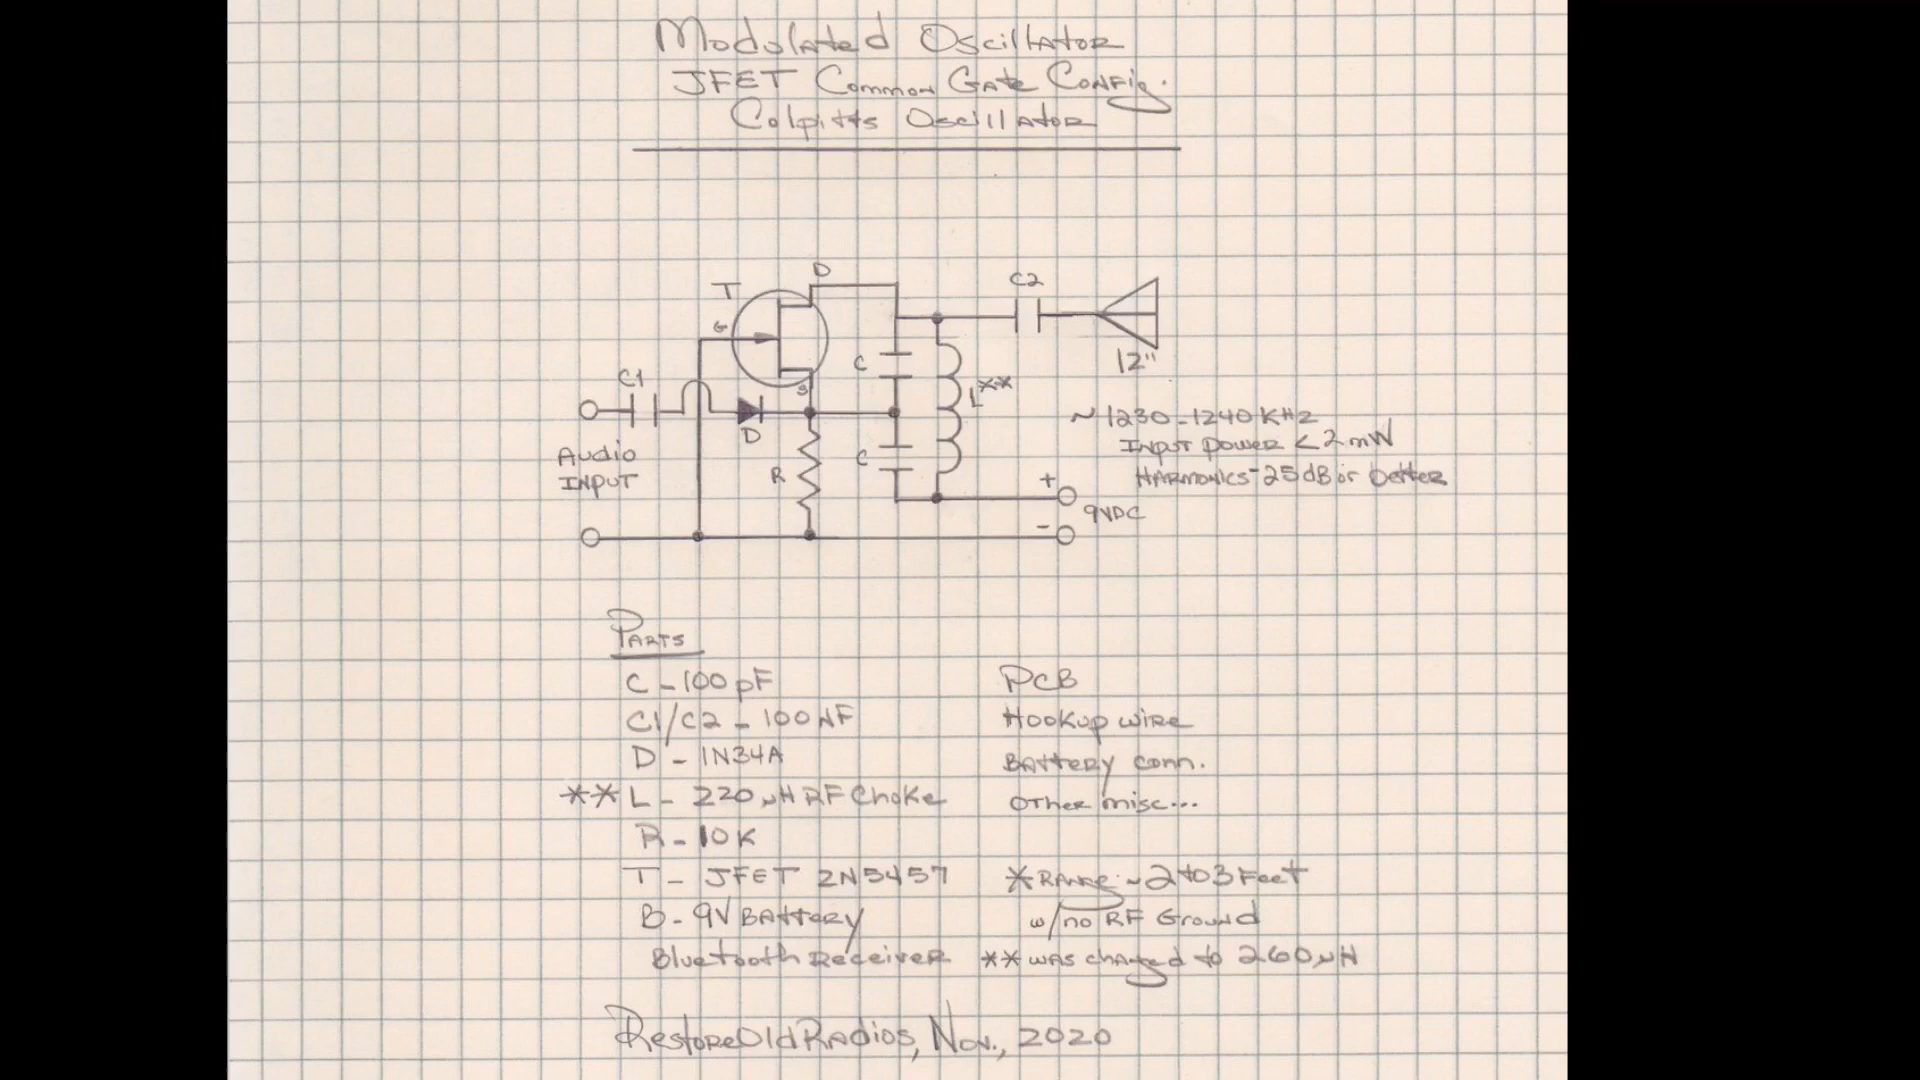 Modulated Oscillator
JFET Common Gate Config.
Colpitts Oscillator
D
T
G
S
C2
12"
C1
C
L**
D
Audio
INPUT
R
C
~1230-1240 KHz
Input power <2mW
Harmonics -25dB or better
+
9VDC
-
Parts
C - 100pF
C1/C2 - 100NF
D - 1N34A
** L - 220µH RF Choke
R - 10K
T - JFET 2N5457
B - 9V Battery
Bluetooth Receiver
PCB
Hookup wire
Battery conn.
Other misc...
* Range ~ 2 to 3 Feet
w/no RF Ground
** was changed to 260µH
RestoreOldRadios, Nov., 2020